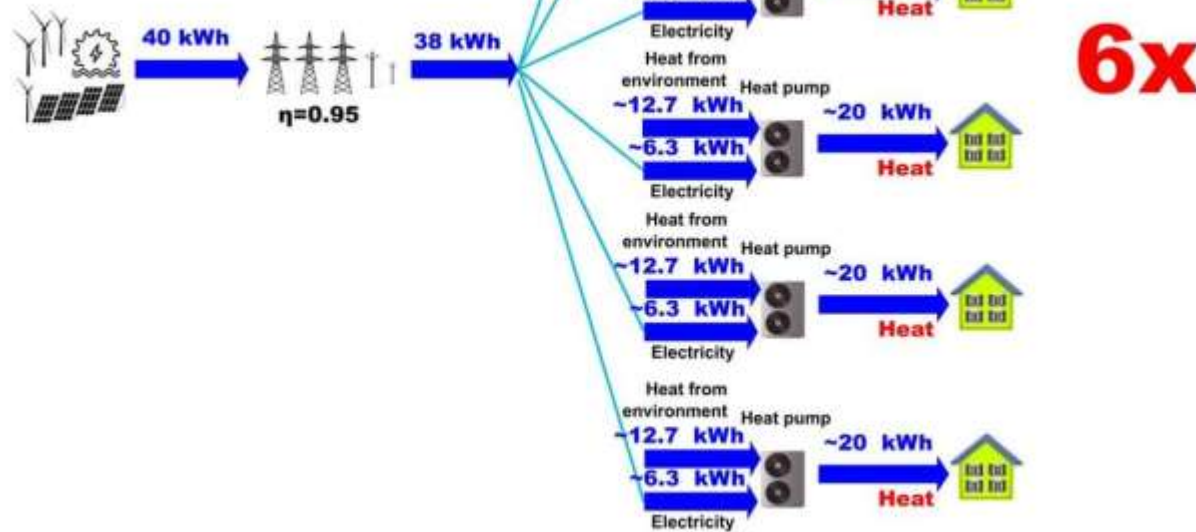 40 kWh
38 kWh
η=0.95
6x
Electricity
Heat
Heat from
environment
Heat pump
~12.7 kWh
~20 kWh
~6.3 kWh
Heat
Electricity
Heat from
environment
Heat pump
~12.7 kWh
~20 kWh
~6.3 kWh
Heat
Electricity
Heat from
environment
Heat pump
~12.7 kWh
~20 kWh
~6.3 kWh
Heat
Electricity